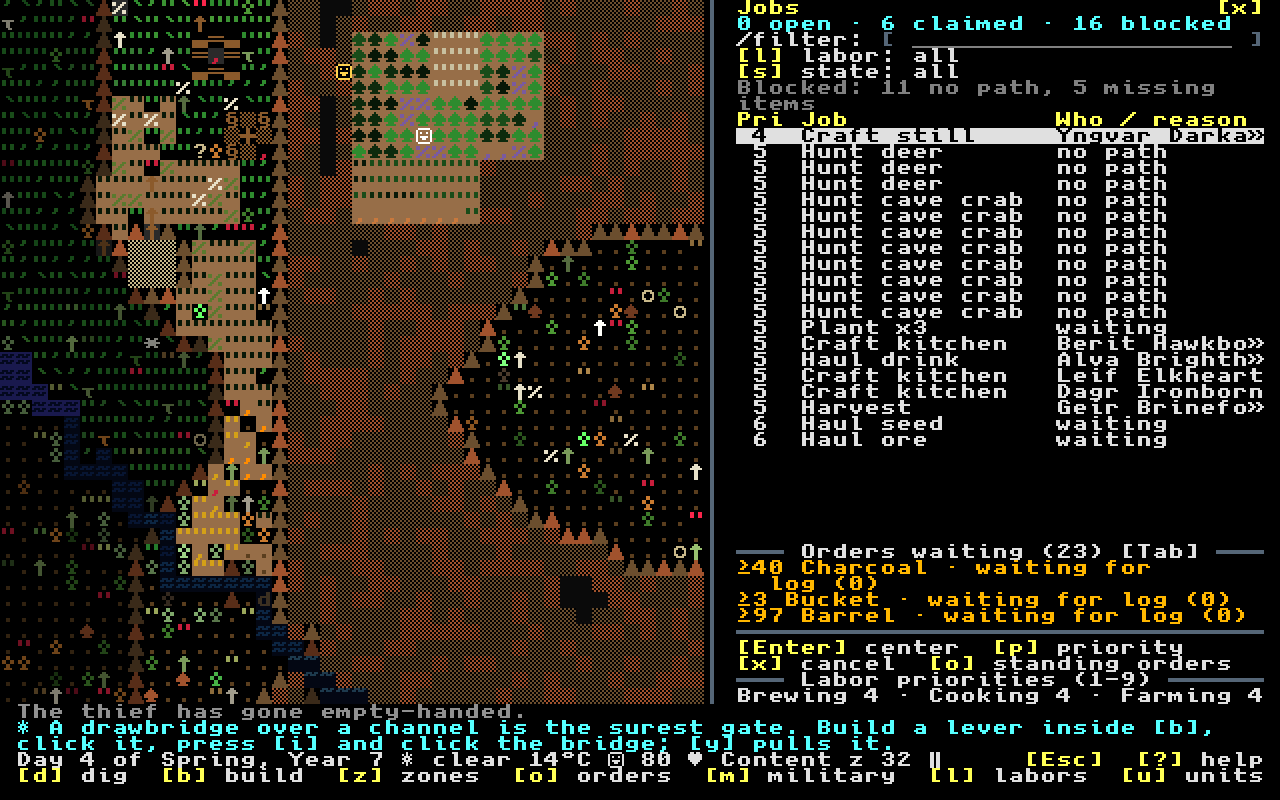 Jobs [x]
0 open · 6 claimed · 16 blocked
/filter: [ ]
[l] labor: all
[s] state: all
Blocked: 11 no path, 5 missing
items
Pri Job Who / reason
4 Craft still Yngvar Darka»
5 Hunt deer no path
5 Hunt deer no path
5 Hunt deer no path
5 Hunt cave crab no path
5 Hunt cave crab no path
5 Hunt cave crab no path
5 Hunt cave crab no path
5 Hunt cave crab no path
5 Hunt cave crab no path
5 Hunt cave crab no path
5 Hunt cave crab no path
5 Plant x3 waiting
5 Craft kitchen Berit Hawkbo»
5 Haul drink Alva Brighth»
5 Craft kitchen Leif Elkheart
5 Craft kitchen Dagr Ironborn
5 Harvest Geir Brinefo»
6 Haul seed waiting
6 Haul ore waiting
Orders waiting (23) [Tab]
≥40 Charcoal · waiting for
log (0)
≥3 Bucket · waiting for log (0)
≥97 Barrel · waiting for log (0)
[Enter] center [p] priority
[x] cancel [o] standing orders
Labor priorities (1-9)
Brewing 4 · Cooking 4 · Farming 4
The thief has gone empty-handed.
* A drawbridge over a channel is the surest gate. Build a lever inside [b],
click it, press [i] and click the bridge; [y] pulls it.
Day 4 of Spring, Year 7 * clear 14°C ☺ 80 ♥ Content z 32 ‖ [Esc] [?] help
[d] dig [b] build [z] zones [o] orders [m] military [l] labors [u] units